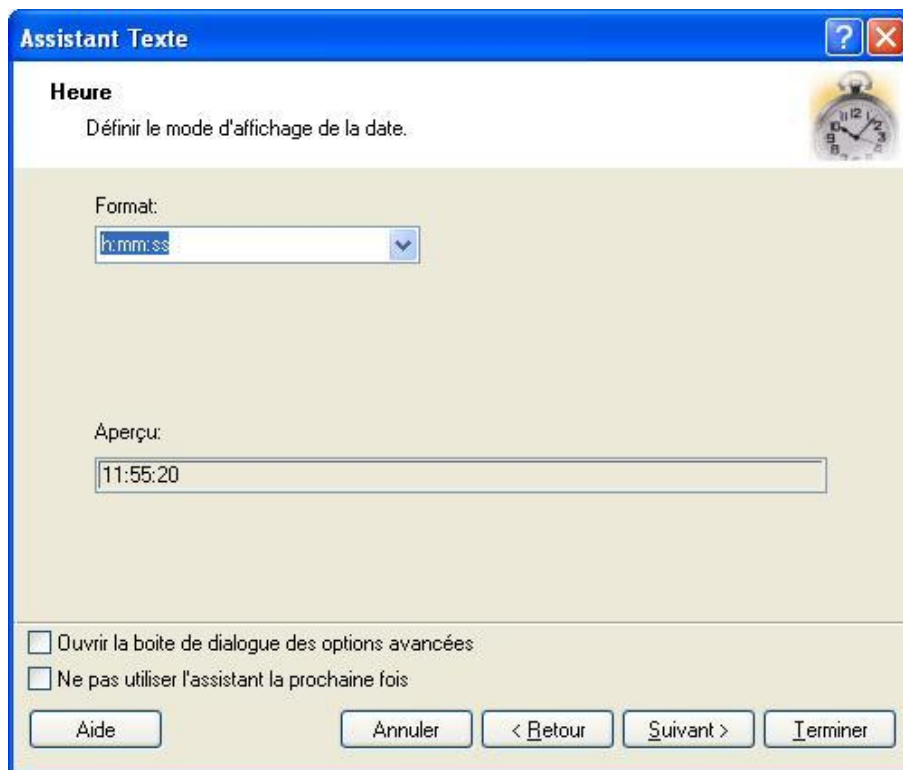 Assistant Texte
Heure
Définir le mode d'affichage de la date.
Format:
h:mm:ss
Aperçu:
11:55:20
Ouvrir la boite de dialogue des options avancées
Ne pas utiliser l'assistant la prochaine fois
Aide Annuler < Retour Suivant > Terminer